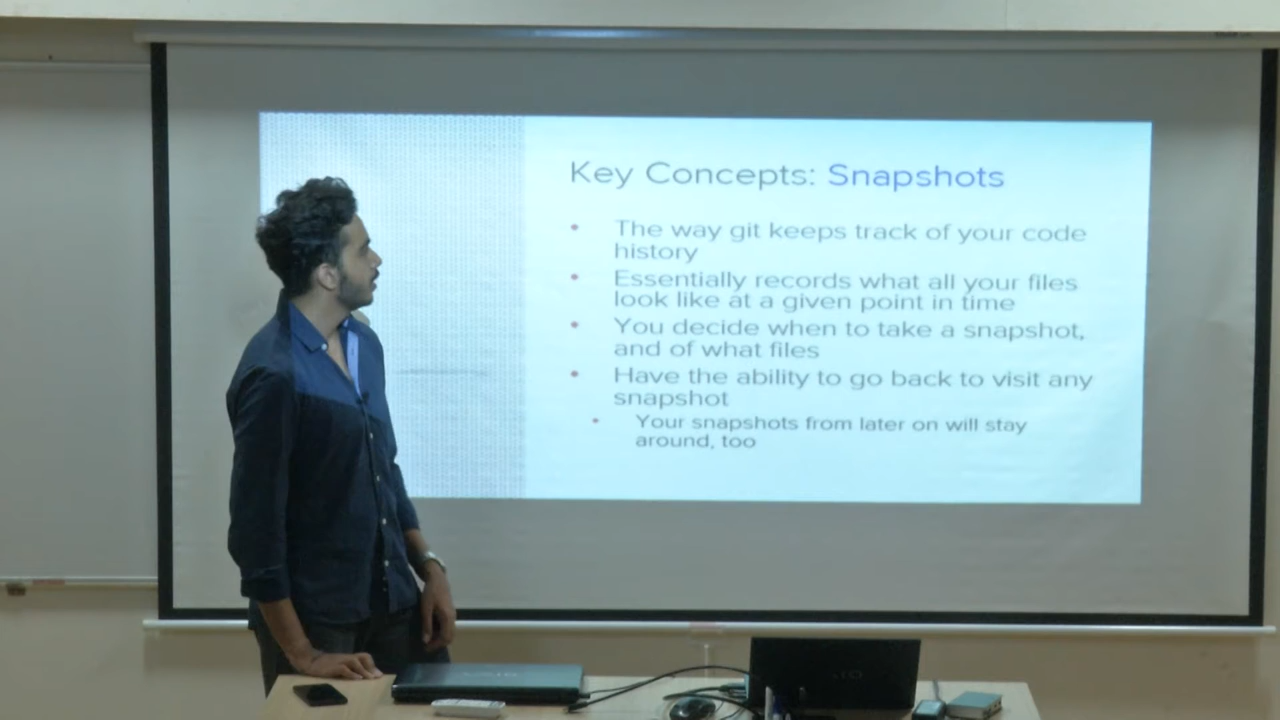 Key Concepts: Snapshots
• The way git keeps track of your code
history
• Essentially records what all your files
look like at a given point in time
• You decide when to take a snapshot,
and of what files
• Have the ability to go back to visit any
snapshot
• Your snapshots from later on will stay
around, too